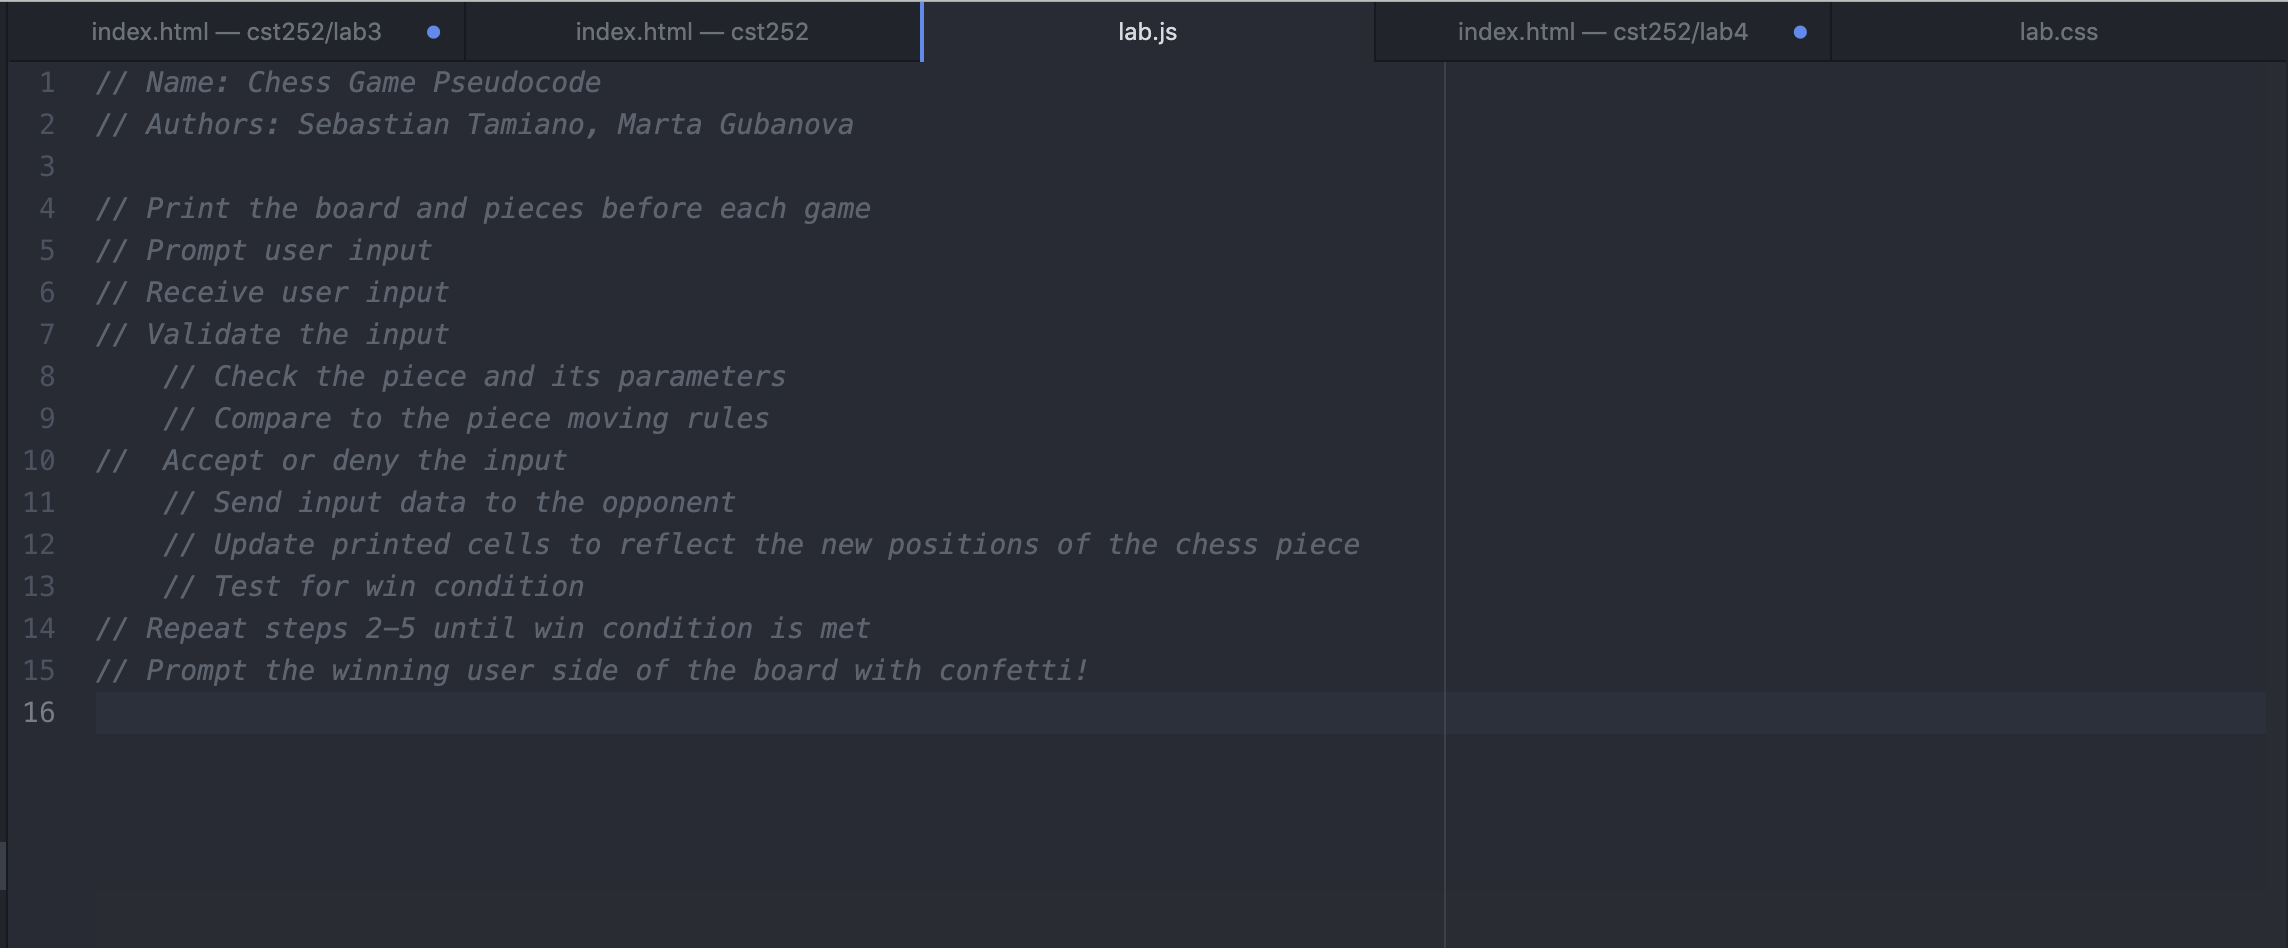 index.html — cst252/lab3 index.html — cst252 lab.js index.html — cst252/lab4 lab.css
1 // Name: Chess Game Pseudocode
2 // Authors: Sebastian Tamiano, Marta Gubanova
3
4 // Print the board and pieces before each game
5 // Prompt user input
6 // Receive user input
7 // Validate the input
8     // Check the piece and its parameters
9     // Compare to the piece moving rules
10 //  Accept or deny the input
11     // Send input data to the opponent
12     // Update printed cells to reflect the new positions of the chess piece
13     // Test for win condition
14 // Repeat steps 2–5 until win condition is met
15 // Prompt the winning user side of the board with confetti!
16